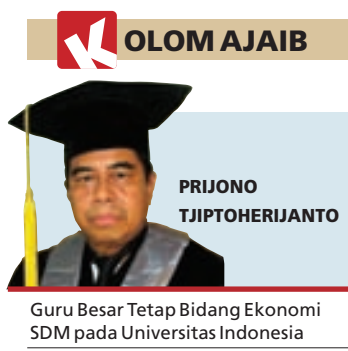 KOLOM AJAIB
PRIJONO
TJIPTOHERIJANTO
Guru Besar Tetap Bidang Ekonomi
SDM pada Universitas Indonesia